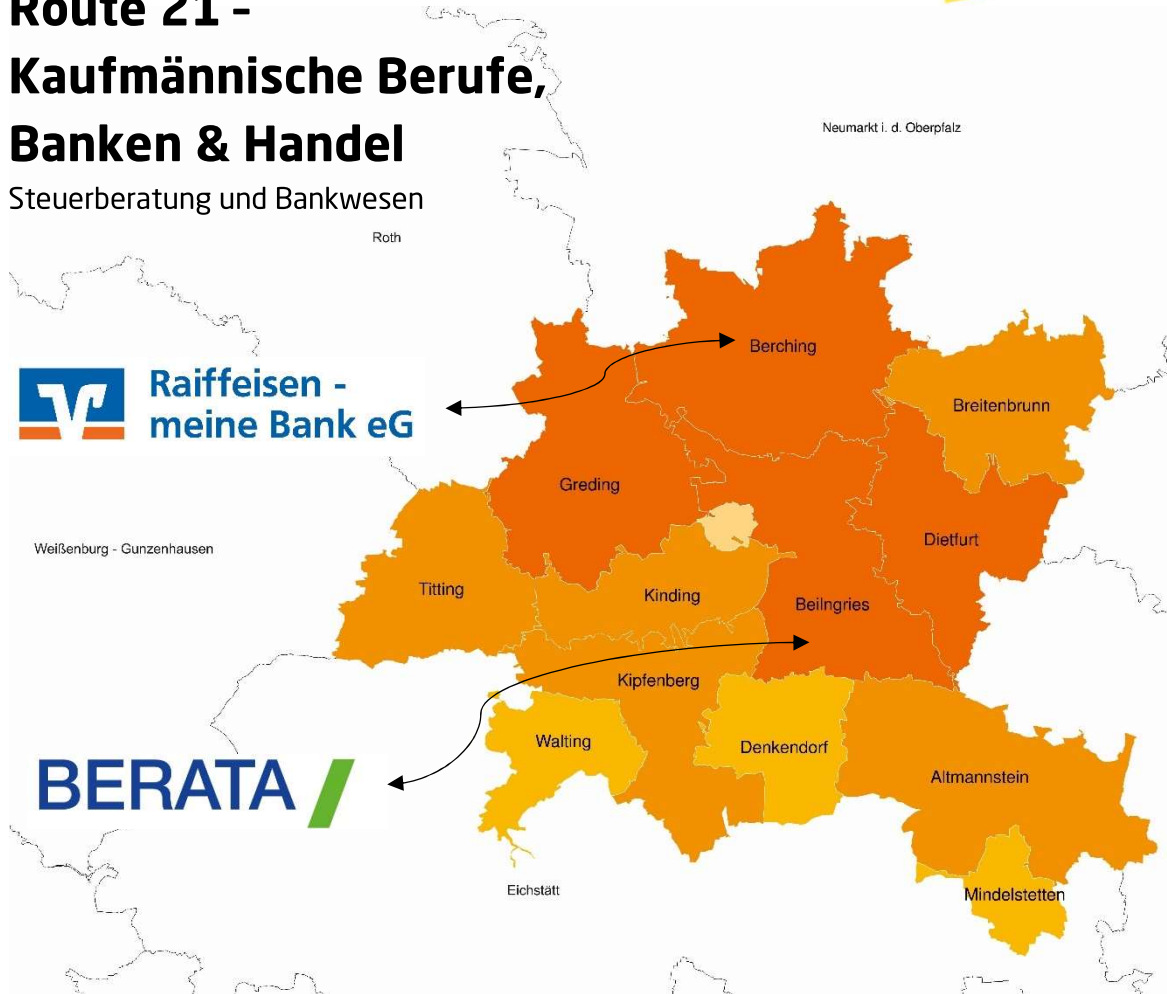 Route 21 –
Kaufmännische Berufe,
Banken & Handel
Steuerberatung und Bankwesen
Neumarkt i. d. Oberpfalz
Roth
Berching
Raiffeisen -
meine Bank eG
Breitenbrunn
Greding
Dietfurt
Weißenburg - Gunzenhausen
Titting
Kinding
Beilngries
Kipfenberg
Walting
Denkendorf
Altmannstein
BERATA
Eichstätt
Mindelstetten